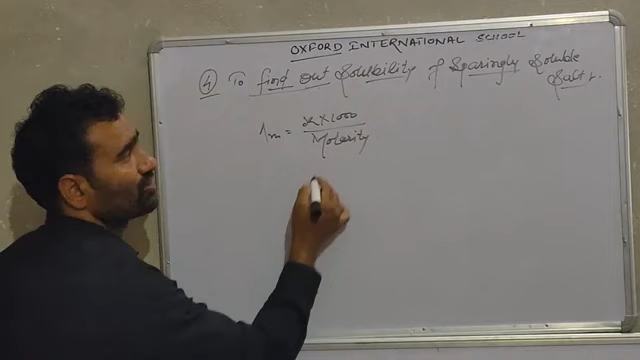 OXFORD INTERNATIONAL SCHOOL
④ To find out Solubility of Sparingly Soluble
Salt.
Λm = κ×1000
Molarity